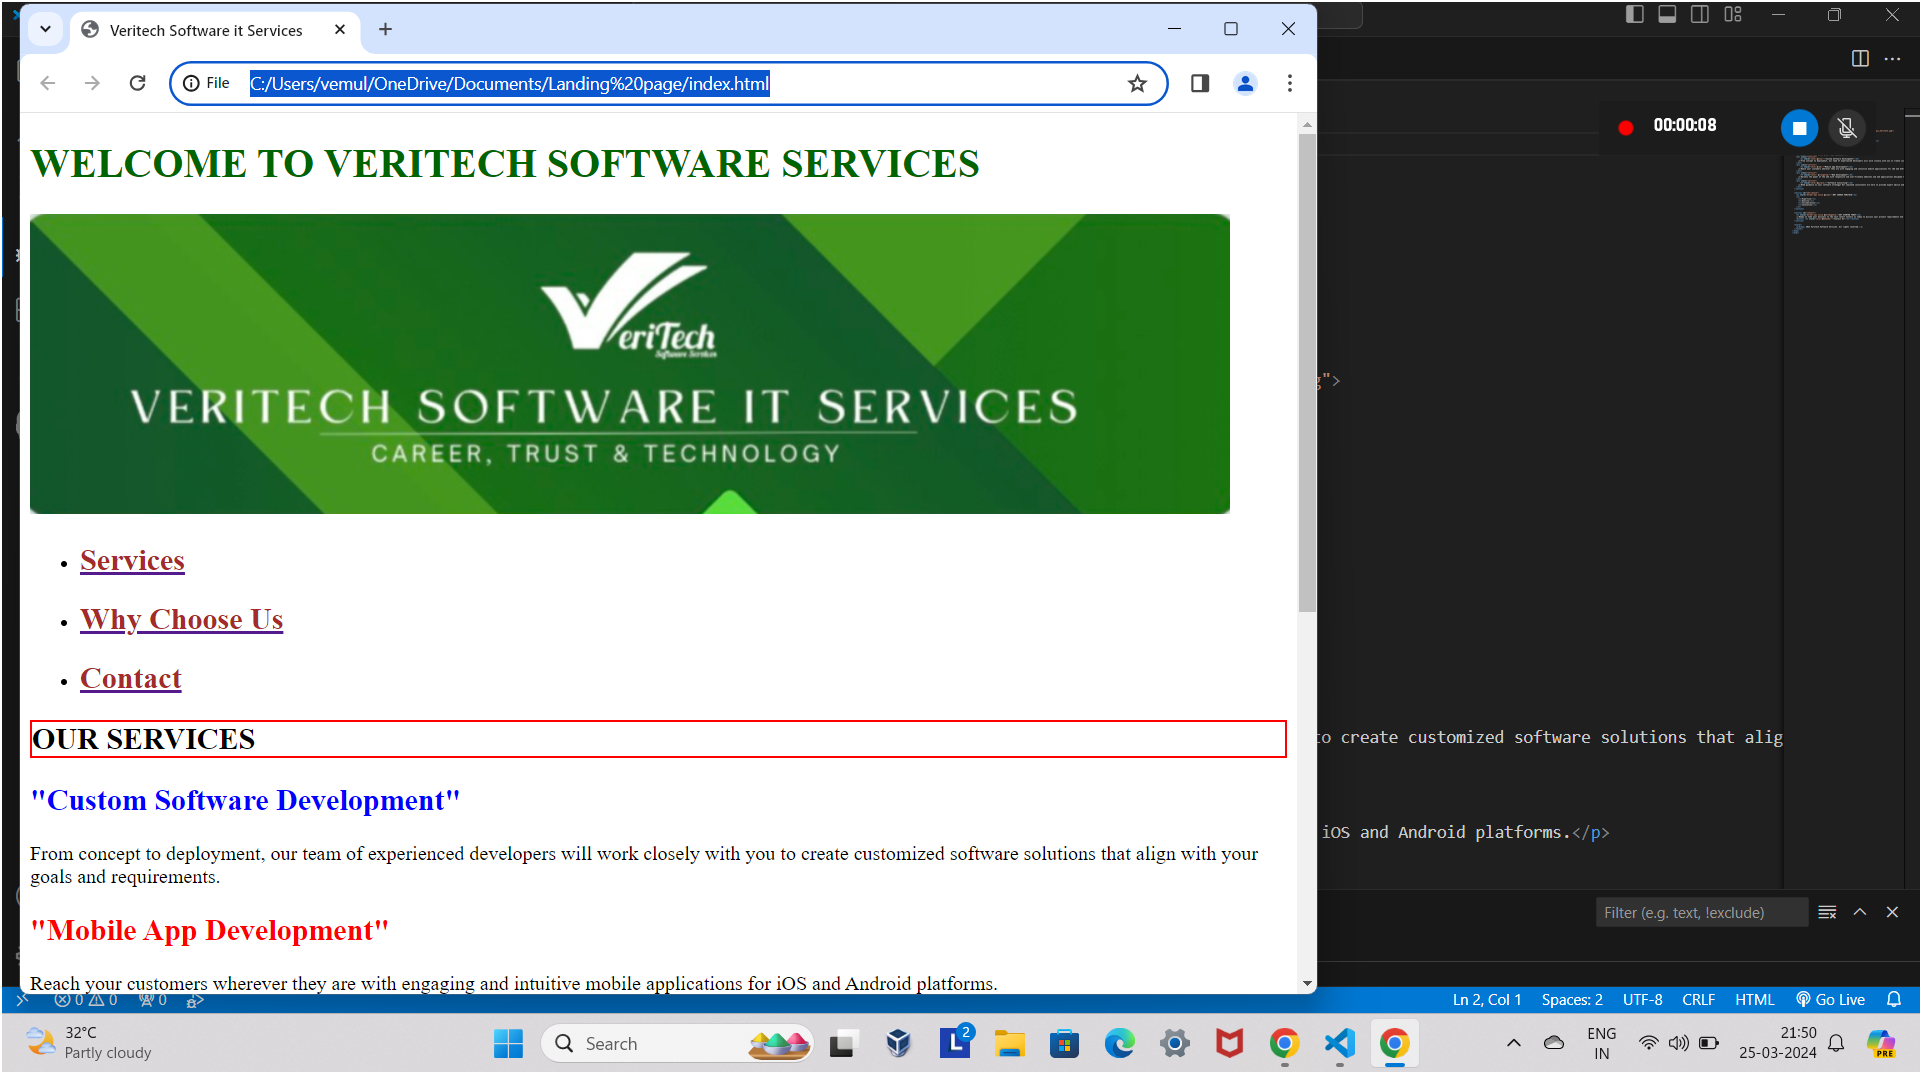 Veritech Software it Services
File C:/Users/vemul/OneDrive/Documents/Landing%20page/index.html
00:00:08
WELCOME TO VERITECH SOFTWARE SERVICES
VeriTech
Software Services
VERITECH SOFTWARE IT SERVICES
CAREER, TRUST & TECHNOLOGY
">
• Services
• Why Choose Us
• Contact
OUR SERVICES
to create customized software solutions that alig
"Custom Software Development"
iOS and Android platforms.</p>
From concept to deployment, our team of experienced developers will work closely with you to create customized software solutions that align with your
goals and requirements.
Filter (e.g. text, !exclude)
"Mobile App Development"
Reach your customers wherever they are with engaging and intuitive mobile applications for iOS and Android platforms.
0 0 0 Ln 2, Col 1 Spaces: 2 UTF-8 CRLF HTML Go Live
32°C
Partly cloudy
Search
L 2
ENG
IN
21:50
25-03-2024
PRE